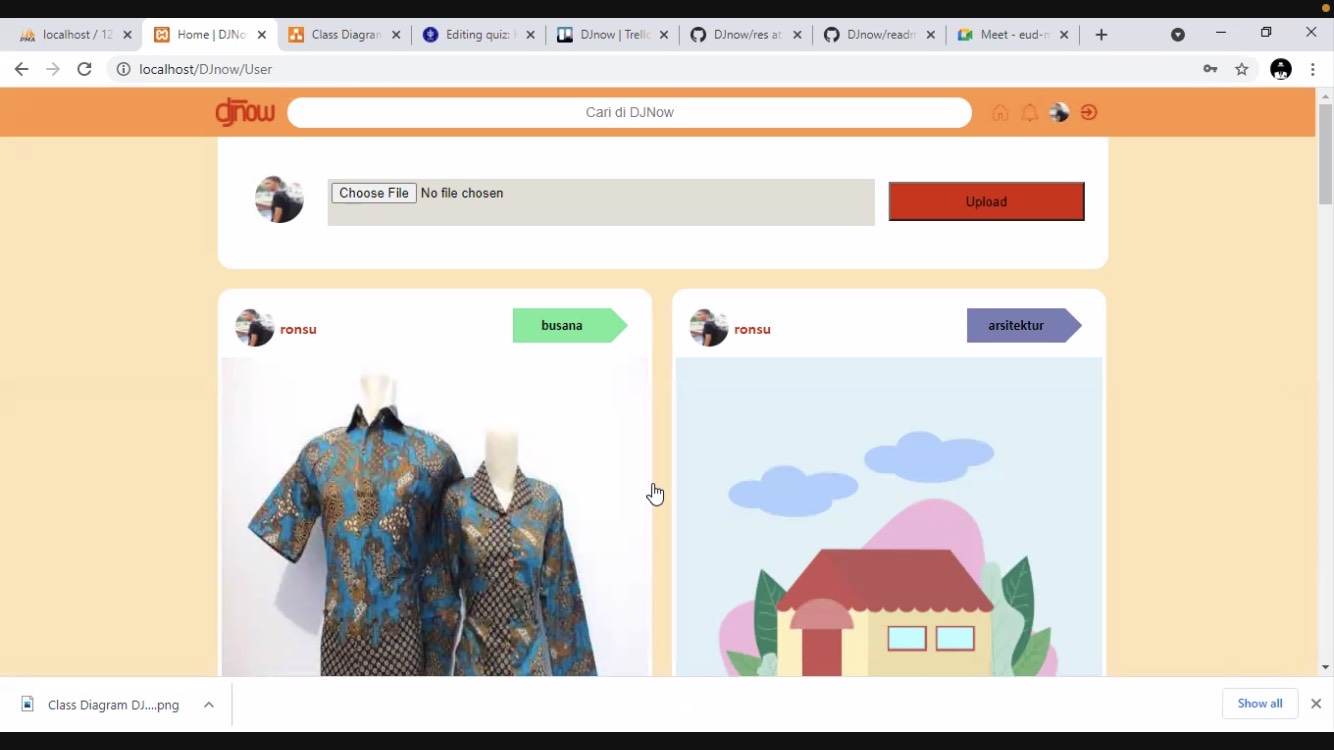 localhost / 12
Home | DJNo
Class Diagram
Editing quiz:
DJnow | Trell
DJnow/res at
DJnow/readm
Meet - eud-m
localhost/DJnow/User
djnow
Cari di DJNow
Choose File No file chosen
Upload
ronsu
busana
ronsu
arsitektur
Class Diagram DJ....png
Show all